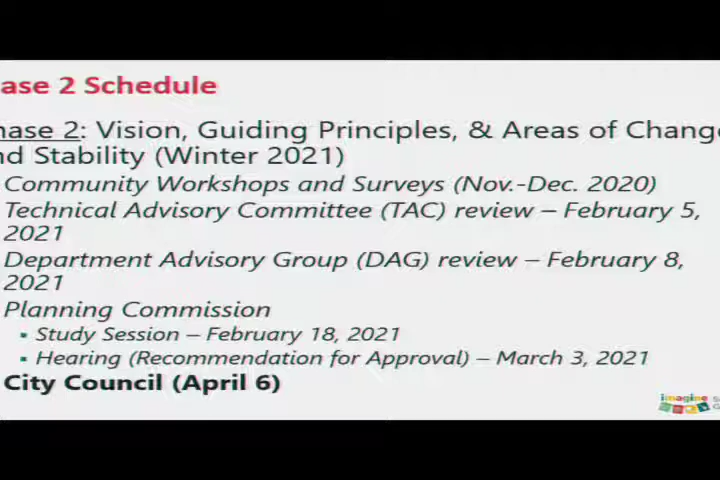 ase 2 Schedule
hase 2: Vision, Guiding Principles, & Areas of Change
nd Stability (Winter 2021)
Community Workshops and Surveys (Nov.-Dec. 2020)
Technical Advisory Committee (TAC) review – February 5,
2021
Department Advisory Group (DAG) review – February 8,
2021
Planning Commission
▪ Study Session – February 18, 2021
▪ Hearing (Recommendation for Approval) – March 3, 2021
City Council (April 6)
imagine